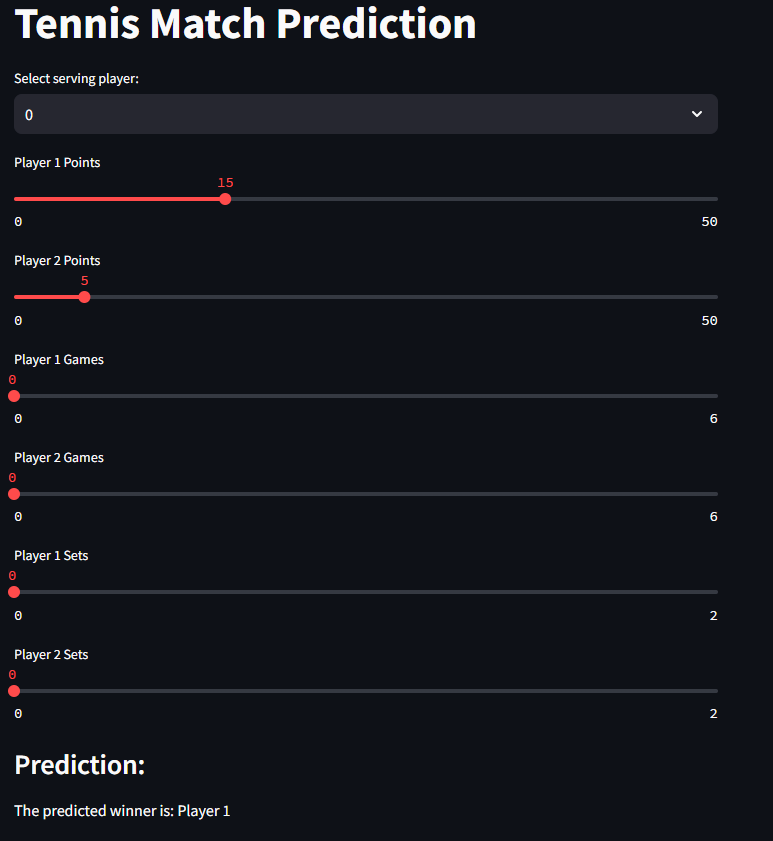 Tennis Match Prediction
Select serving player:
0
Player 1 Points
15
0 50
Player 2 Points
5
0 50
Player 1 Games
0
0 6
Player 2 Games
0
0 6
Player 1 Sets
0
0 2
Player 2 Sets
0
0 2
Prediction:
The predicted winner is: Player 1